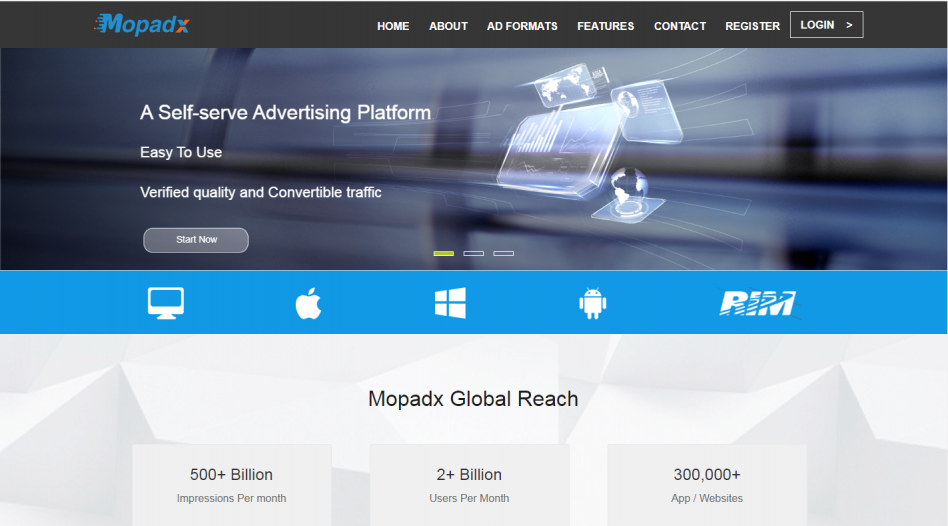 Mopadx
HOME ABOUT AD FORMATS FEATURES CONTACT REGISTER LOGIN >
A Self-serve Advertising Platform
Easy To Use
Verified quality and Convertible traffic
Start Now
RIM
Mopadx Global Reach
500+ Billion 2+ Billion 300,000+
Impressions Per month Users Per Month App / Websites